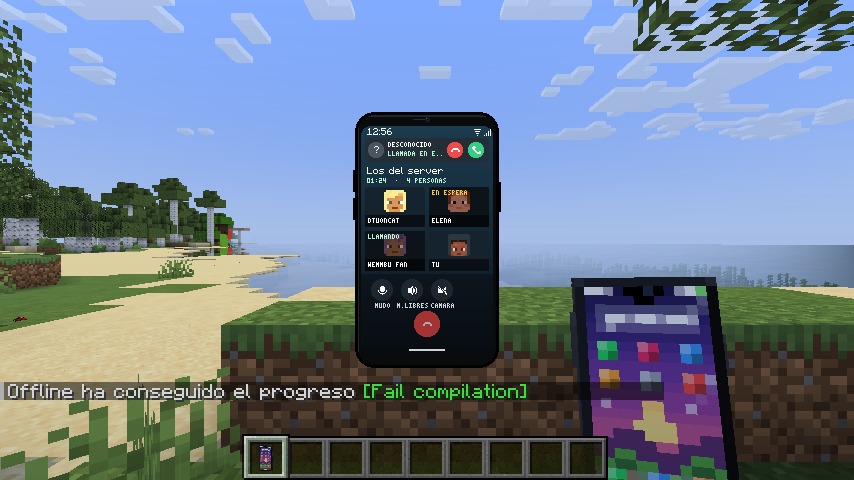 12:56
?
DESCONOCIDO
LLAMADA EN E..
Los del server
01:24 · 4 PERSONAS
EN ESPERA
DTUONCAT
ELENA
LLAMANDO
WEMMBU FAN
TU
MUDO
M.LIBRES
CAMARA
Offline ha conseguido el progreso [Fail compilation]